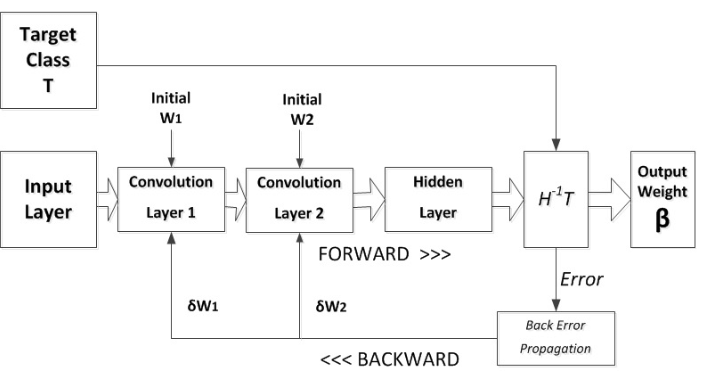 Target
Class
T
Initial
W1
Initial
W2
Input
Layer
Convolution
Layer 1
Convolution
Layer 2
Hidden
Layer
H⁻¹T
Output
Weight
β
FORWARD >>>
Error
δW1
δW2
Back Error
Propagation
<<< BACKWARD